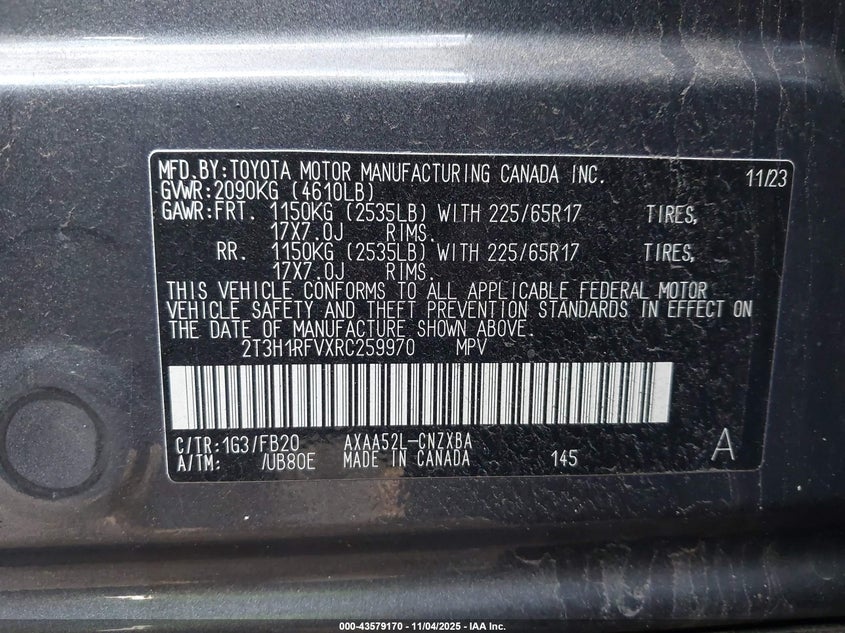 MFD.BY:TOYOTA MOTOR MANUFACTURING CANADA INC. 11/23
GVWR:2090KG (4610LB)
GAWR:FRT. 1150KG (2535LB) WITH 225/65R17 TIRES,
17X7.0J RIMS.
RR. 1150KG (2535LB) WITH 225/65R17 TIRES,
17X7.0J RIMS.
THIS VEHICLE CONFORMS TO ALL APPLICABLE FEDERAL MOTOR
VEHICLE SAFETY AND THEFT PREVENTION STANDARDS IN EFFECT ON
THE DATE OF MANUFACTURE SHOWN ABOVE.
2T3H1RFVXRC259970 MPV
C/TR:1G3/FB20 AXAA52L-CNZXBA
A/TM: /UB80E MADE IN CANADA 145 A
000-43579170 - 11/04/2025 - IAA Inc.